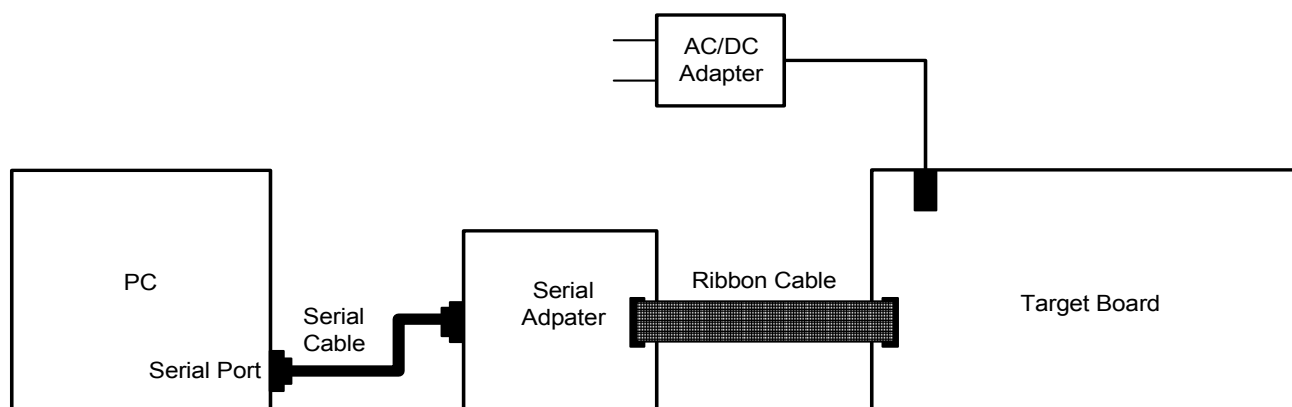 AC/DC
Adapter
PC
Serial
Cable
Serial Port
Serial
Adpater
Ribbon Cable
Target Board